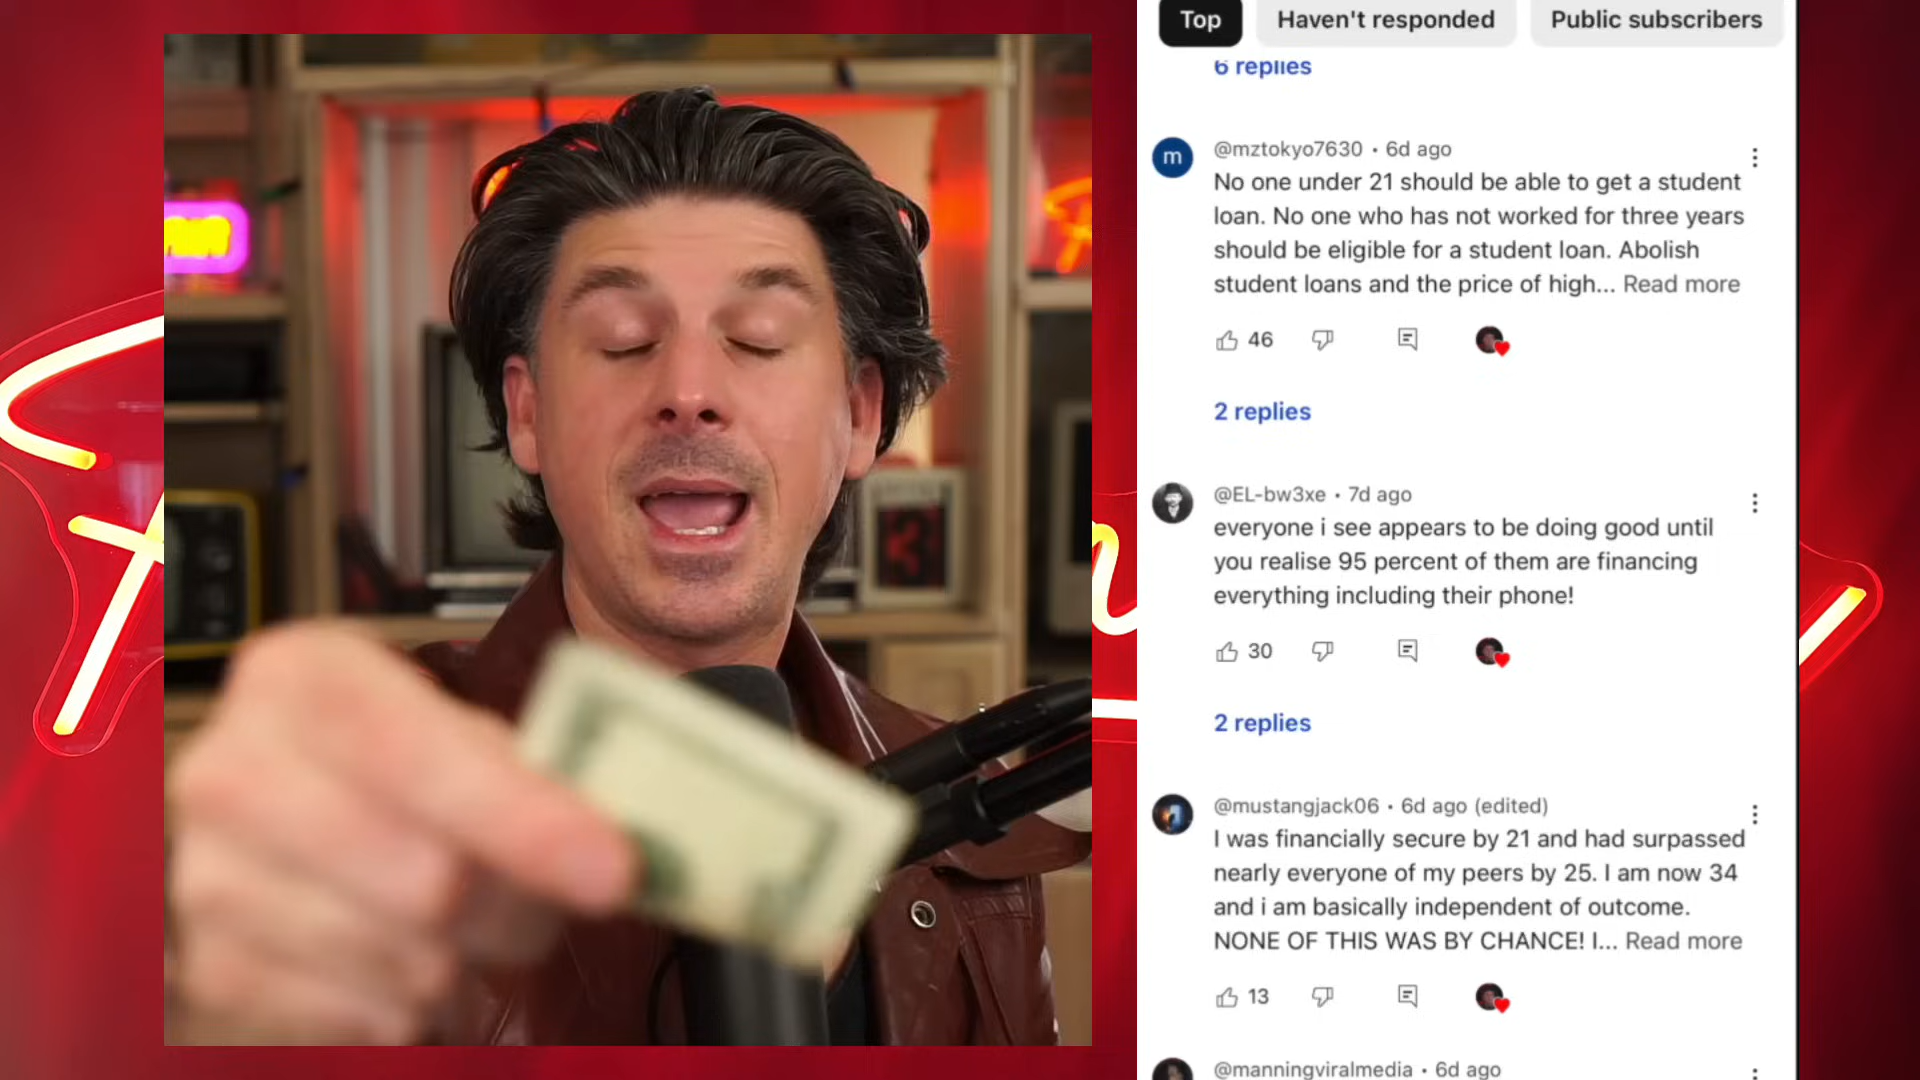 Top
Haven't responded
Public subscribers
6 replies
@mztokyo7630 • 6d ago
No one under 21 should be able to get a student
loan. No one who has not worked for three years
should be eligible for a student loan. Abolish
student loans and the price of high... Read more
46
2 replies
@EL-bw3xe • 7d ago
everyone i see appears to be doing good until
you realise 95 percent of them are financing
everything including their phone!
30
2 replies
@mustangjack06 • 6d ago (edited)
I was financially secure by 21 and had surpassed
nearly everyone of my peers by 25. I am now 34
and i am basically independent of outcome.
NONE OF THIS WAS BY CHANCE! I... Read more
13
@manningviralmedia • 6d ago
m